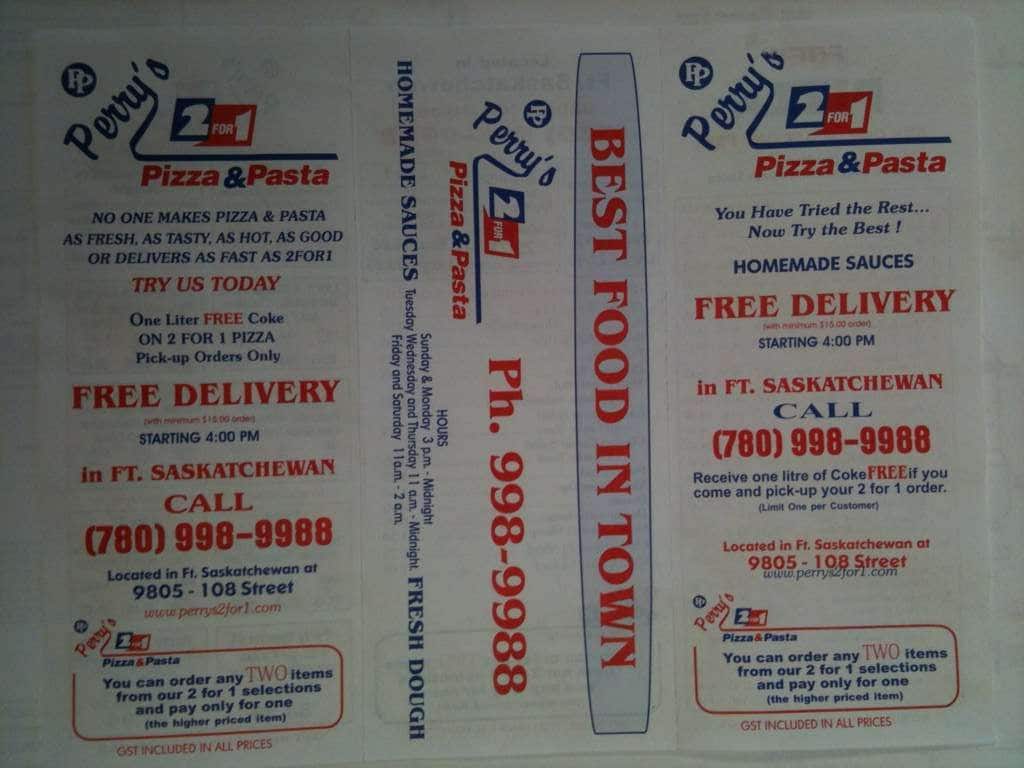 PP
Perry's
2 FOR 1
Pizza & Pasta
NO ONE MAKES PIZZA & PASTA
AS FRESH, AS TASTY, AS HOT, AS GOOD
OR DELIVERS AS FAST AS 2FOR1
TRY US TODAY
One Liter FREE Coke
ON 2 FOR 1 PIZZA
Pick-up Orders Only
FREE DELIVERY
(with minimum $15.00 order)
STARTING 4:00 PM
in FT. SASKATCHEWAN
CALL
(780) 998-9988
Located in Ft. Saskatchewan at
9805 - 108 Street
www.perrys2for1.com
PP
Perry's
2 FOR 1
Pizza & Pasta
You can order any TWO items
from our 2 for 1 selections
and pay only for one
(the higher priced item)
GST INCLUDED IN ALL PRICES
BEST FOOD IN TOWN
PP
Perry's
2 FOR 1
Pizza & Pasta
Ph. 998-9988
HOURS
Sunday & Monday 3 p.m. - Midnight
Tuesday Wednesday and Thursday 11 a.m. - Midnight.
Friday and Saturday 11a.m. - 2 a.m.
HOMEMADE SAUCES FRESH DOUGH
PP
Perry's
2 FOR 1
Pizza & Pasta
You Have Tried the Rest...
Now Try the Best !
HOMEMADE SAUCES
FREE DELIVERY
(with minimum $15.00 order)
STARTING 4:00 PM
in FT. SASKATCHEWAN
CALL
(780) 998-9988
Receive one litre of Coke FREE if you
come and pick-up your 2 for 1 order.
(Limit One per Customer)
Located in Ft. Saskatchewan at
9805 - 108 Street
www.perrys2for1.com
PP
Perry's
2 FOR 1
Pizza & Pasta
You can order any TWO items
from our 2 for 1 selections
and pay only for one
(the higher priced item)
GST INCLUDED IN ALL PRICES